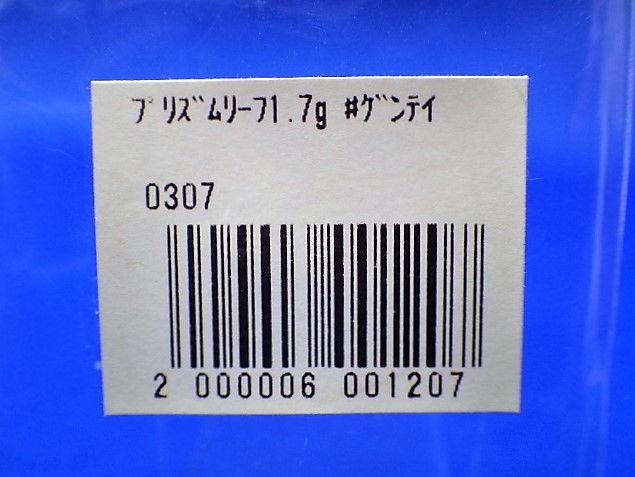 ﾌﾟﾘｽﾞﾑﾘｰﾌ1.7g #ｹﾞﾝﾃｲ
0307
2 000006 001207